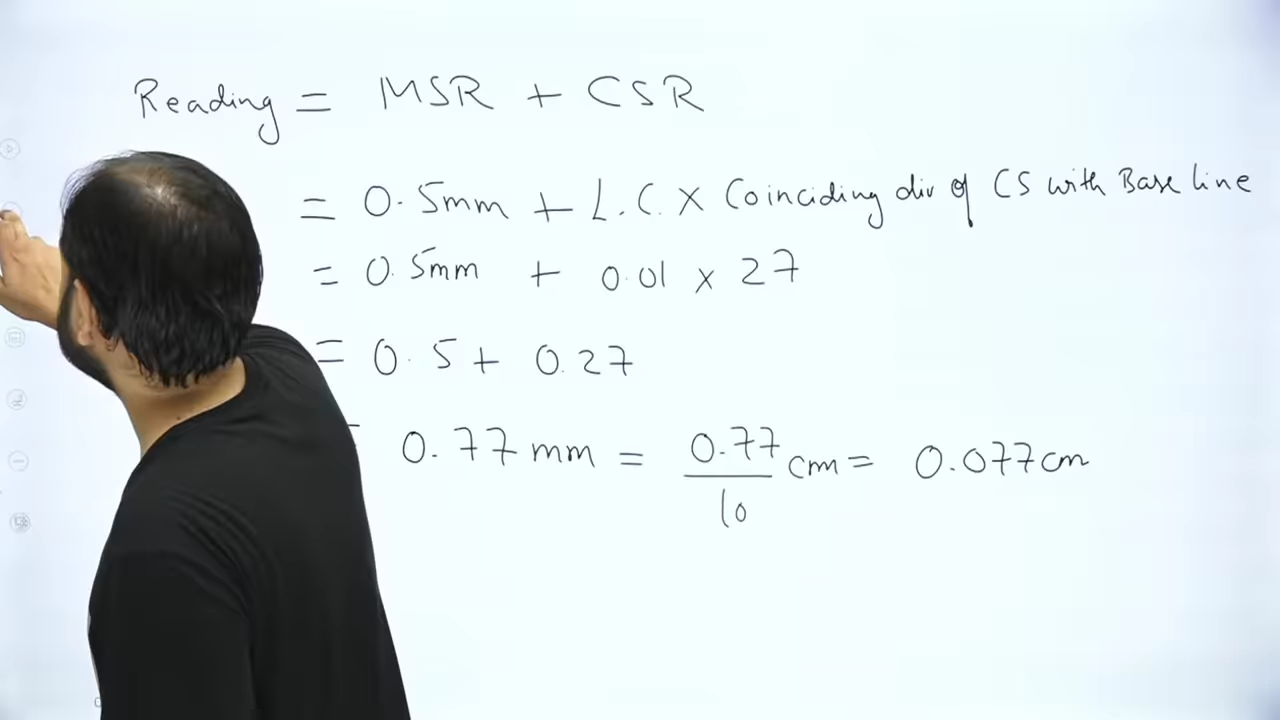 Reading = MSR + CSR
= 0.5mm + L.C. × Coinciding div of CS with Base line
= 0.5mm + 0.01 × 27
= 0.5 + 0.27
= 0.77 mm = 0.77/10 cm = 0.077cm